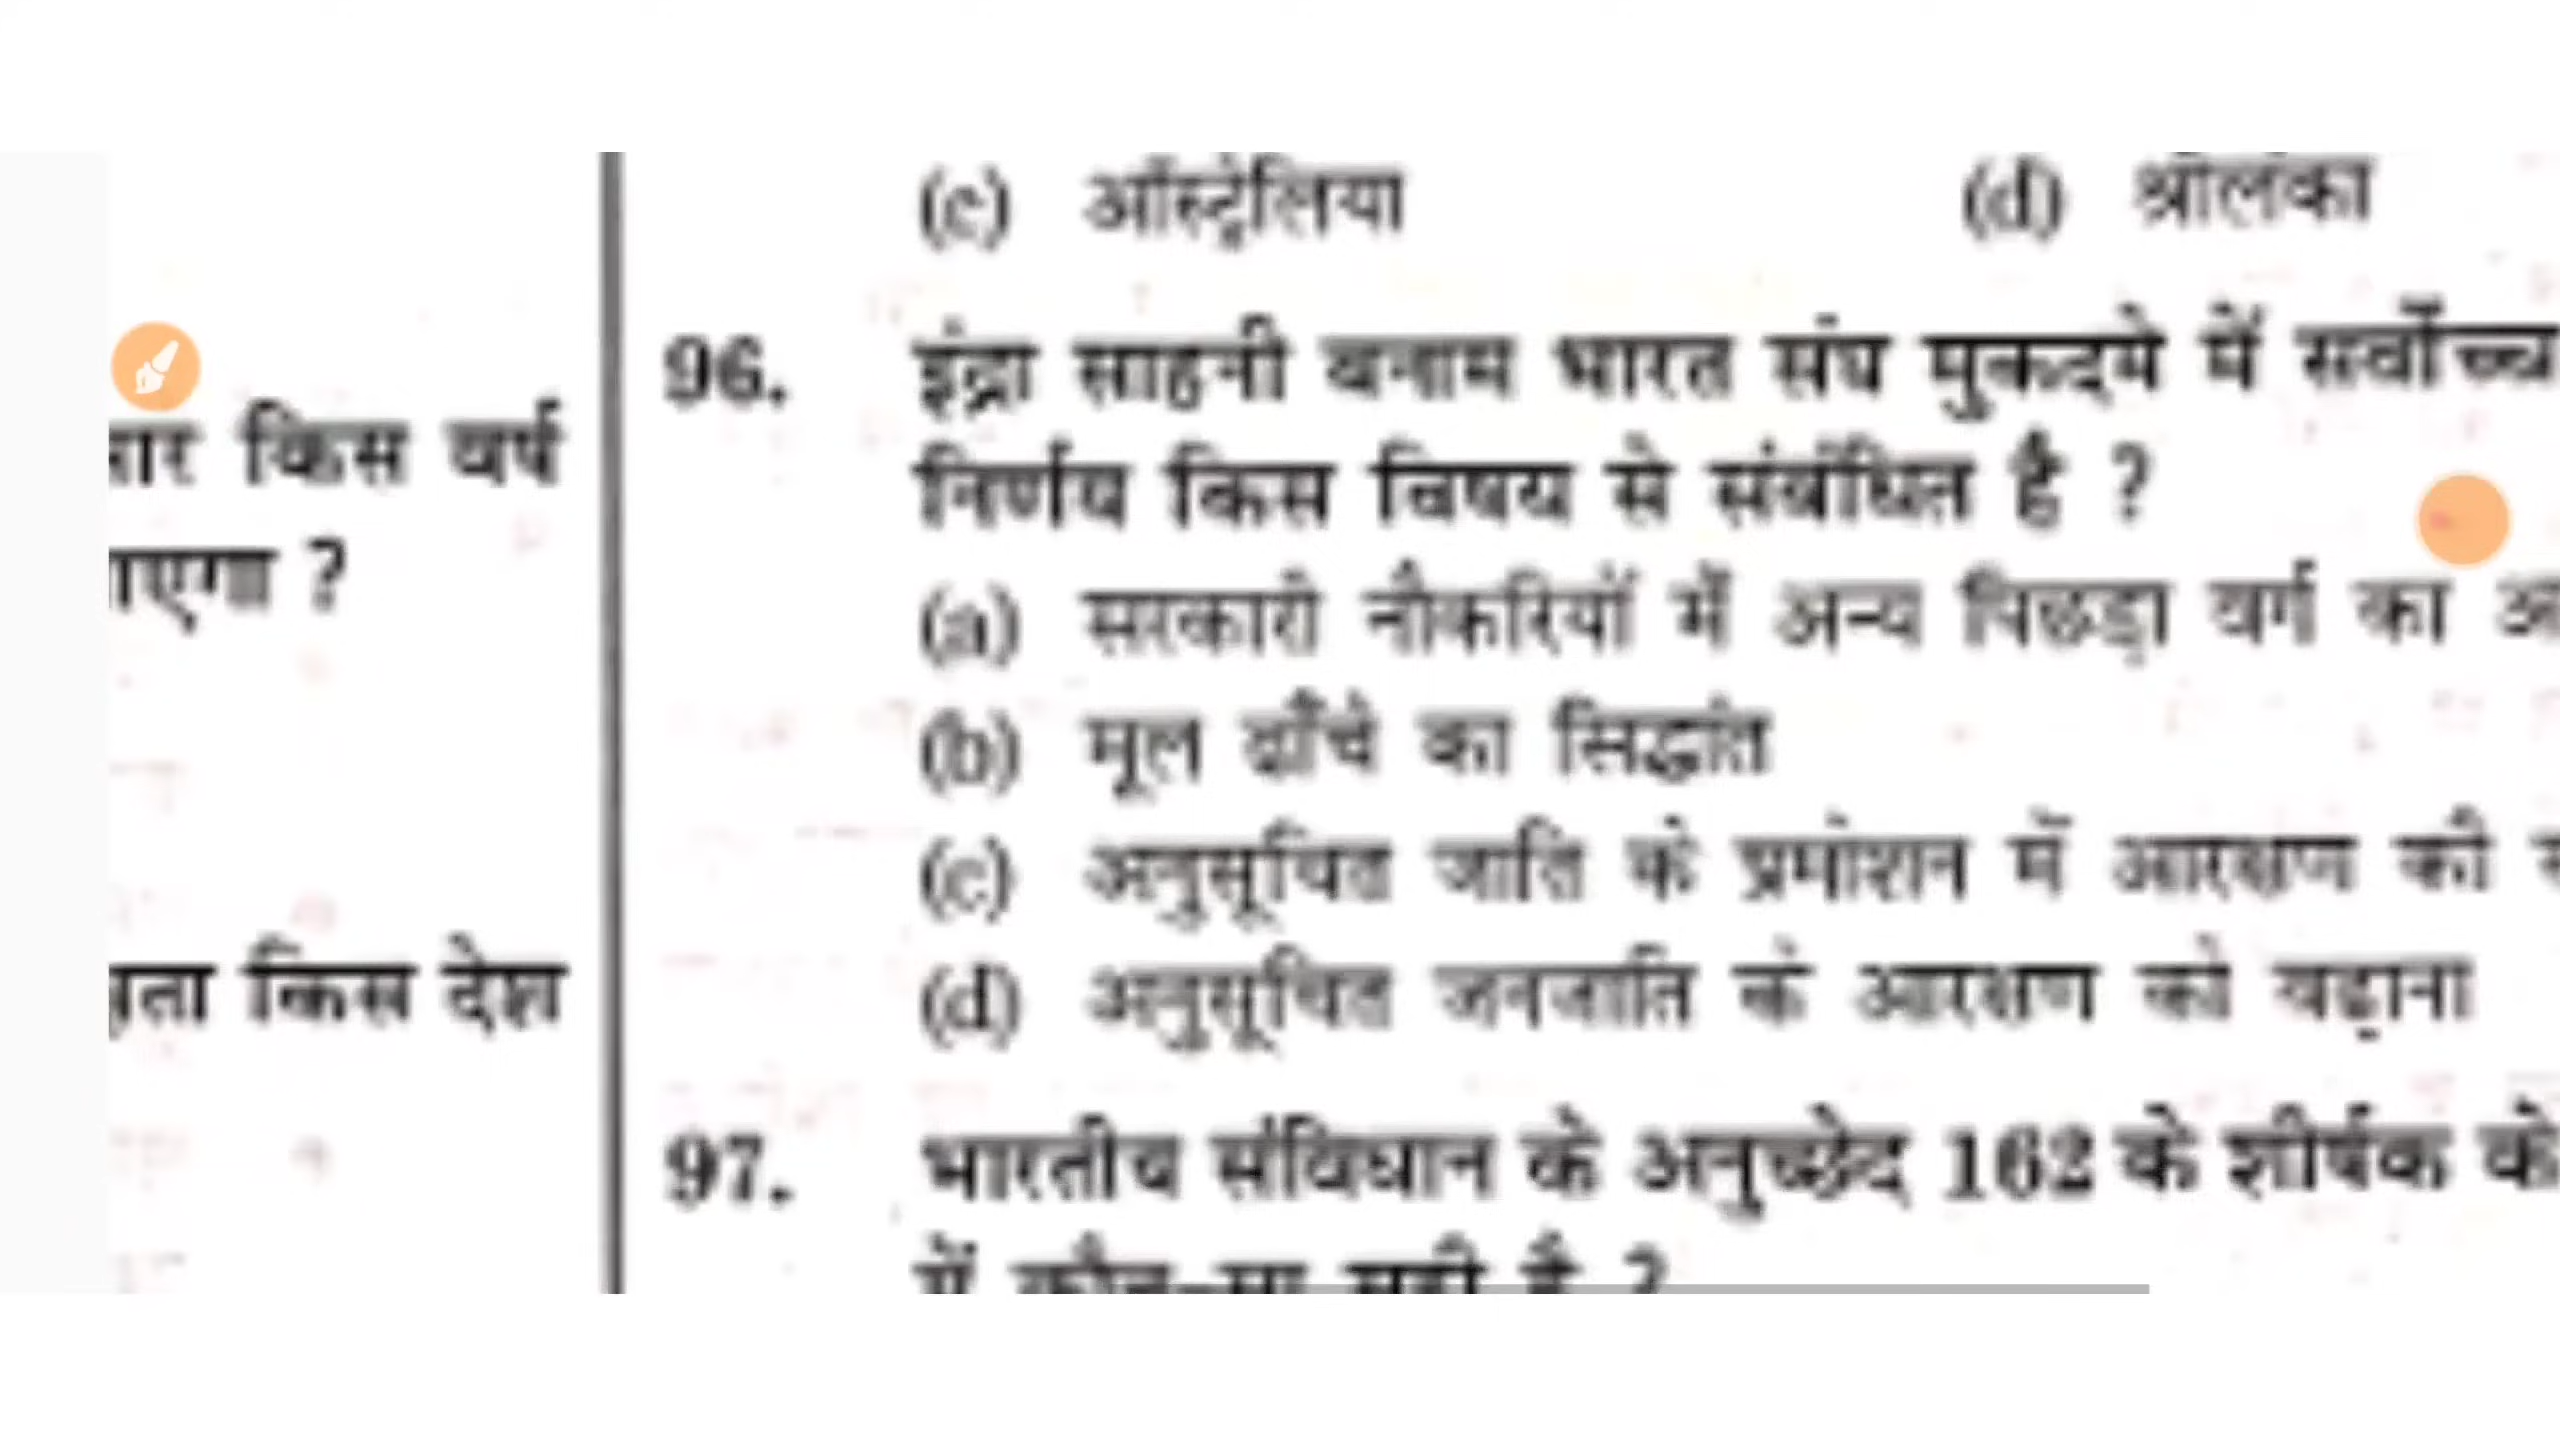 (c) ऑस्ट्रेलिया
(d) श्रीलंका
किस वर्ष
?
किस देश
96. इंद्रा साहनी बनाम भारत संघ मुकदमे में सर्वोच्च
निर्णय किस विषय से संबंधित है ?
(a) सरकारी नौकरियों में अन्य पिछड़ा वर्ग का
(b) मूल ढाँचे का सिद्धांत
(c) अनुसूचित जाति के प्रमोशन में आरक्षण की
(d) अनुसूचित जनजाति के आरक्षण को बढ़ाना
97. भारतीय संविधान के अनुच्छेद 162 के शीर्षक के
में कौन-सा सही है ?